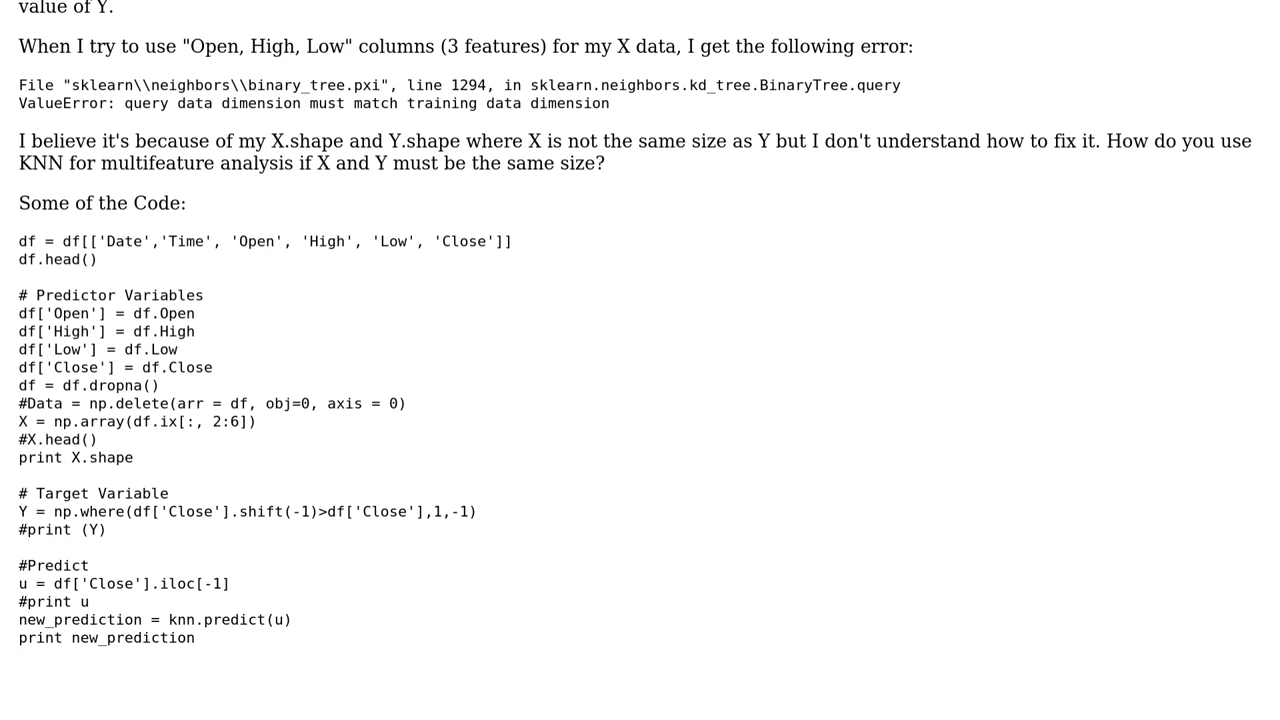 value of Y.
When I try to use "Open, High, Low" columns (3 features) for my X data, I get the following error:
File "sklearn\\neighbors\\binary_tree.pxi", line 1294, in sklearn.neighbors.kd_tree.BinaryTree.query
ValueError: query data dimension must match training data dimension
I believe it's because of my X.shape and Y.shape where X is not the same size as Y but I don't understand how to fix it. How do you use
KNN for multifeature analysis if X and Y must be the same size?
Some of the Code:
df = df[['Date','Time', 'Open', 'High', 'Low', 'Close']]
df.head()
# Predictor Variables
df['Open'] = df.Open
df['High'] = df.High
df['Low'] = df.Low
df['Close'] = df.Close
df = df.dropna()
#Data = np.delete(arr = df, obj=0, axis = 0)
X = np.array(df.ix[:, 2:6])
#X.head()
print X.shape
# Target Variable
Y = np.where(df['Close'].shift(-1)>df['Close'],1,-1)
#print (Y)
#Predict
u = df['Close'].iloc[-1]
#print u
new_prediction = knn.predict(u)
print new_prediction